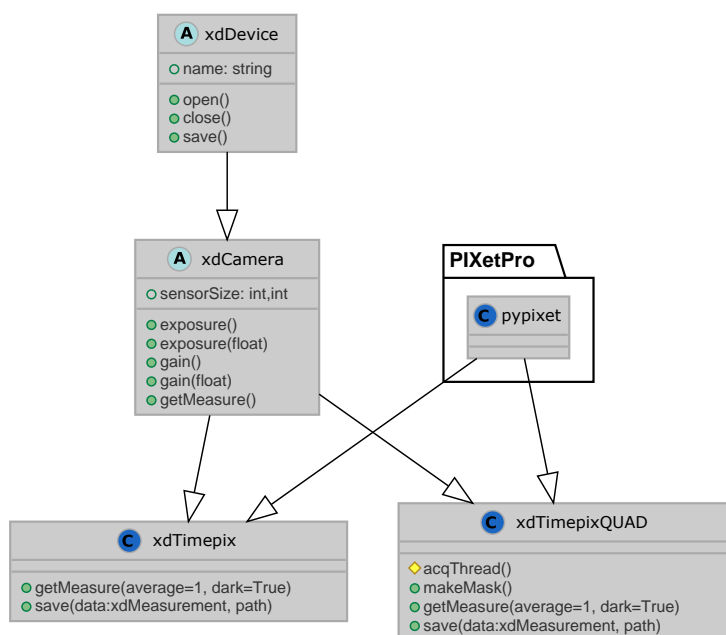 A xdDevice
name: string
open()
close()
save()
A xdCamera
sensorSize: int,int
exposure()
exposure(float)
gain()
gain(float)
getMeasure()
PIXetPro
C pypixet
C xdTimepix
getMeasure(average=1, dark=True)
save(data:xdMeasurement, path)
C xdTimepixQUAD
acqThread()
makeMask()
getMeasure(average=1, dark=True)
save(data:xdMeasurement, path)